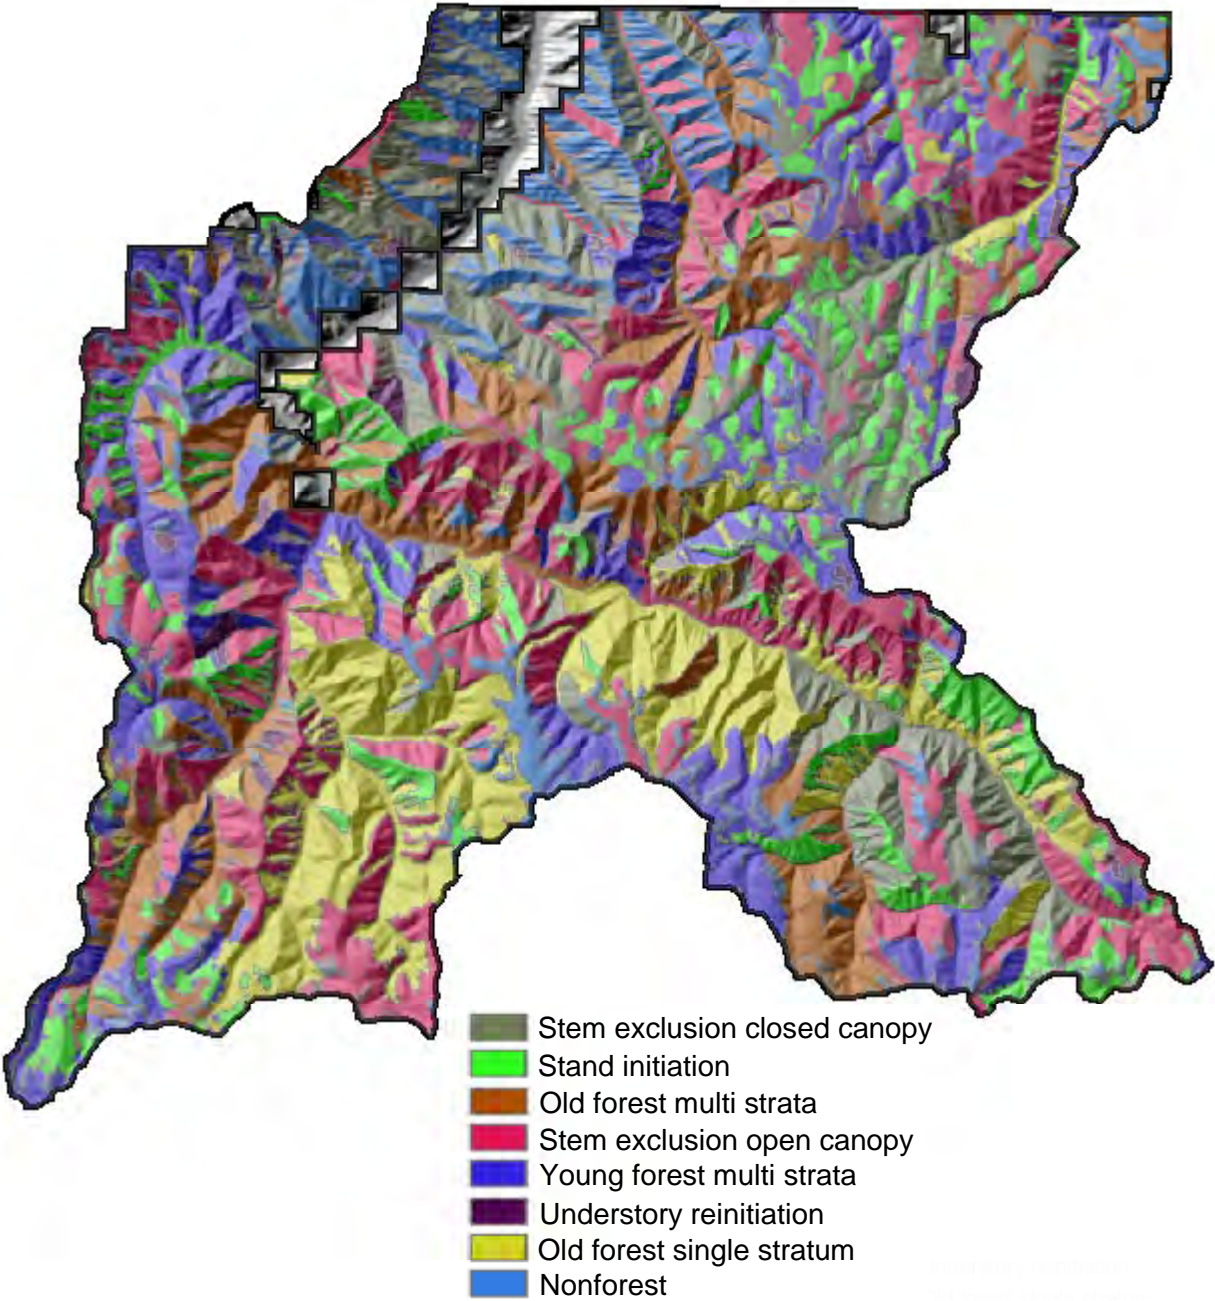 Stem exclusion closed canopy
Stand initiation
Old forest multi strata
Stem exclusion open canopy
Young forest multi strata
Understory reinitiation
Old forest single stratum
Nonforest